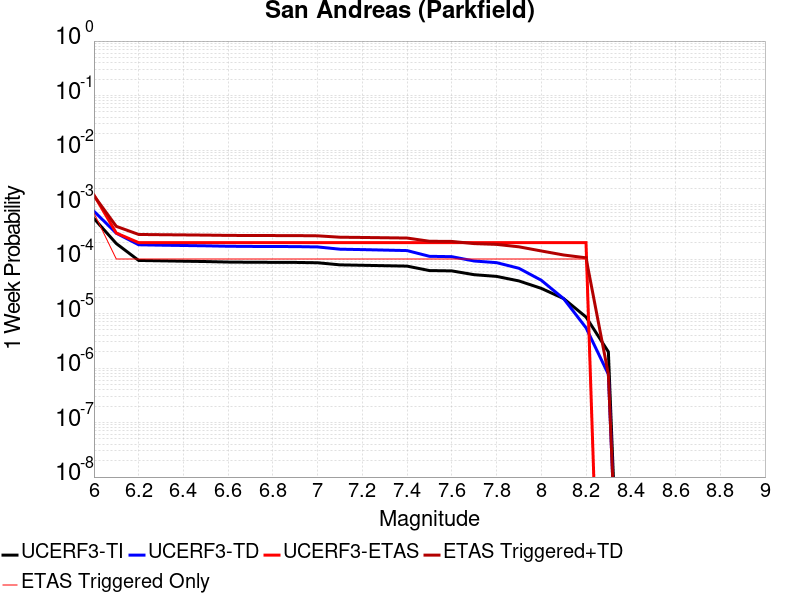 San Andreas (Parkfield)
10^0
10^-1
10^-2
10^-3
10^-4
10^-5
10^-6
10^-7
10^-8
1 Week Probability
6 6.2 6.4 6.6 6.8 7 7.2 7.4 7.6 7.8 8 8.2 8.4 8.6 8.8 9
Magnitude
UCERF3-TI UCERF3-TD UCERF3-ETAS ETAS Triggered+TD
ETAS Triggered Only